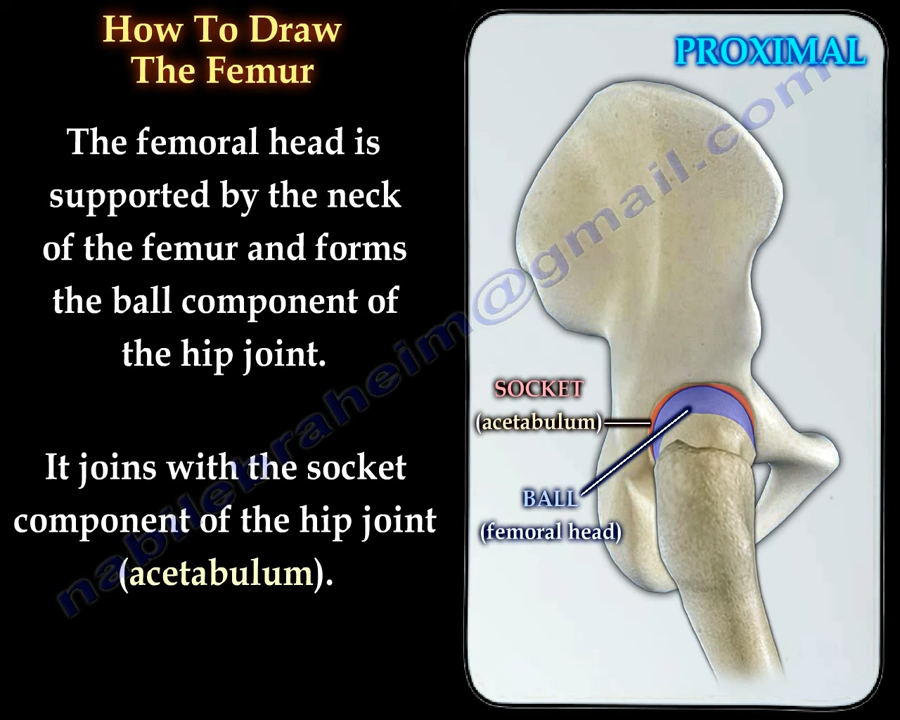 How To Draw
The Femur
The femoral head is
supported by the neck
of the femur and forms
the ball component of
the hip joint.
It joins with the socket
component of the hip joint
(acetabulum).
PROXIMAL
SOCKET
(acetabulum)
BALL
(femoral head)
nabilebraheim@gmail.com